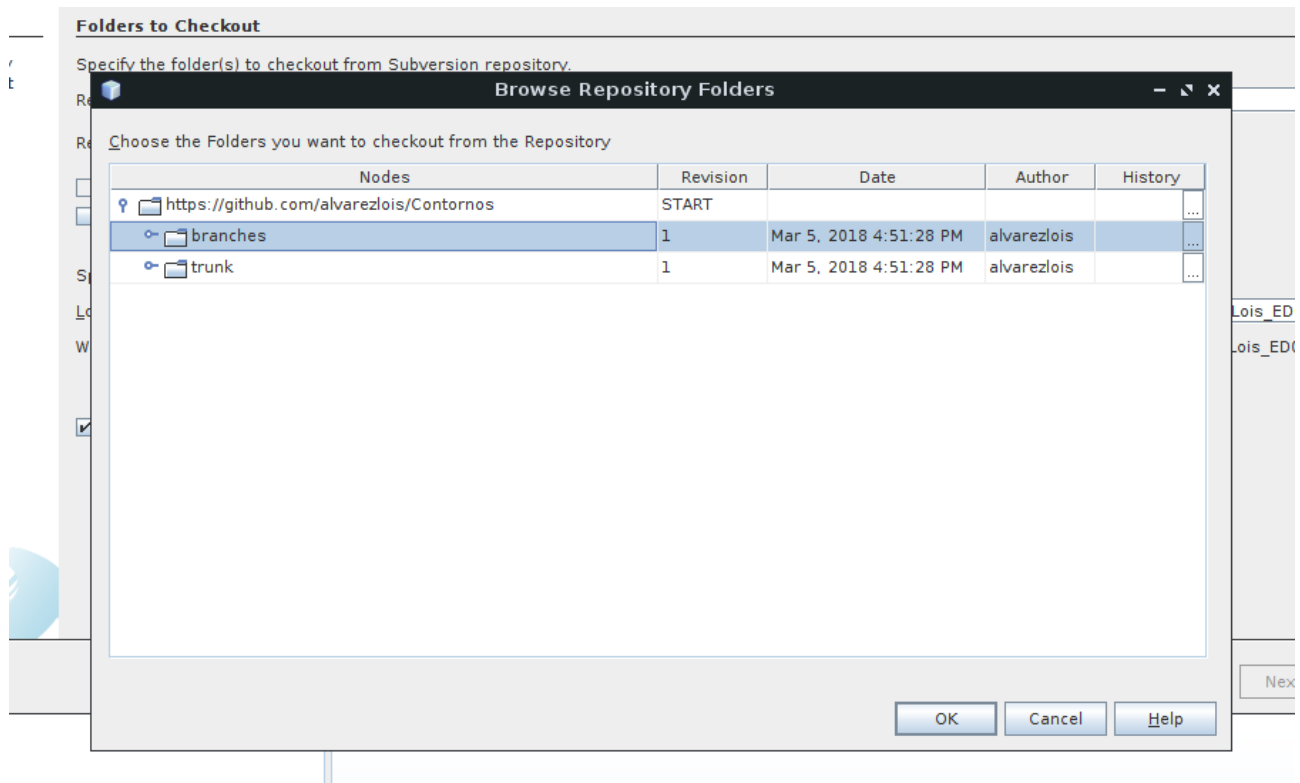 Folders to Checkout
Specify the folder(s) to checkout from Subversion repository.
Browse Repository Folders
Choose the Folders you want to checkout from the Repository
Nodes Revision Date Author History
https://github.com/alvarezlois/Contornos START ...
branches 1 Mar 5, 2018 4:51:28 PM alvarezlois ...
trunk 1 Mar 5, 2018 4:51:28 PM alvarezlois ...
Lois_ED
Lois_ED0
Nex
OK Cancel Help